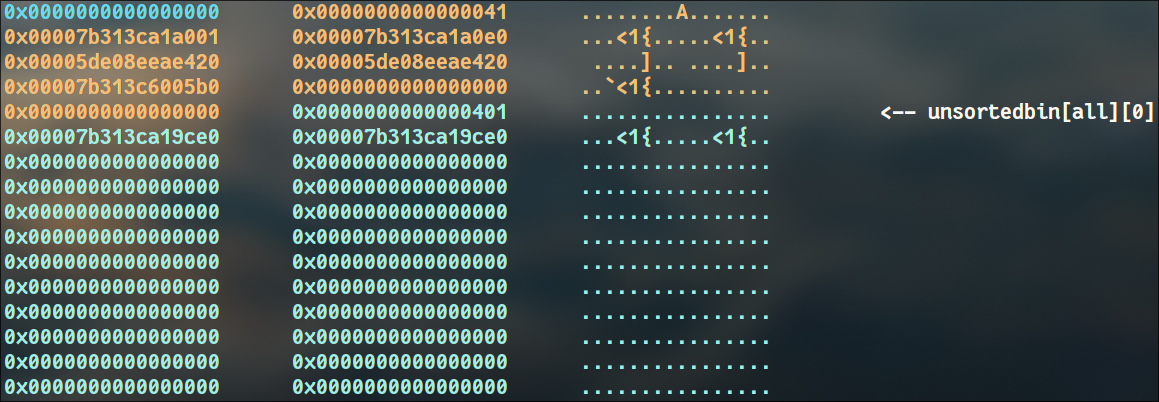 0x0000000000000000 0x0000000000000041 ........A.......
0x00007b313ca1a001 0x00007b313ca1a0e0 ...<1{.....<1{..
0x00005de08eeae420 0x00005de08eeae420  ....].. ....]..
0x00007b313c6005b0 0x0000000000000000 ..`<1{..........
0x0000000000000000 0x0000000000000401 ................ <-- unsortedbin[all][0]
0x00007b313ca19ce0 0x00007b313ca19ce0 ...<1{.....<1{..
0x0000000000000000 0x0000000000000000 ................
0x0000000000000000 0x0000000000000000 ................
0x0000000000000000 0x0000000000000000 ................
0x0000000000000000 0x0000000000000000 ................
0x0000000000000000 0x0000000000000000 ................
0x0000000000000000 0x0000000000000000 ................
0x0000000000000000 0x0000000000000000 ................
0x0000000000000000 0x0000000000000000 ................
0x0000000000000000 0x0000000000000000 ................
0x0000000000000000 0x0000000000000000 ................